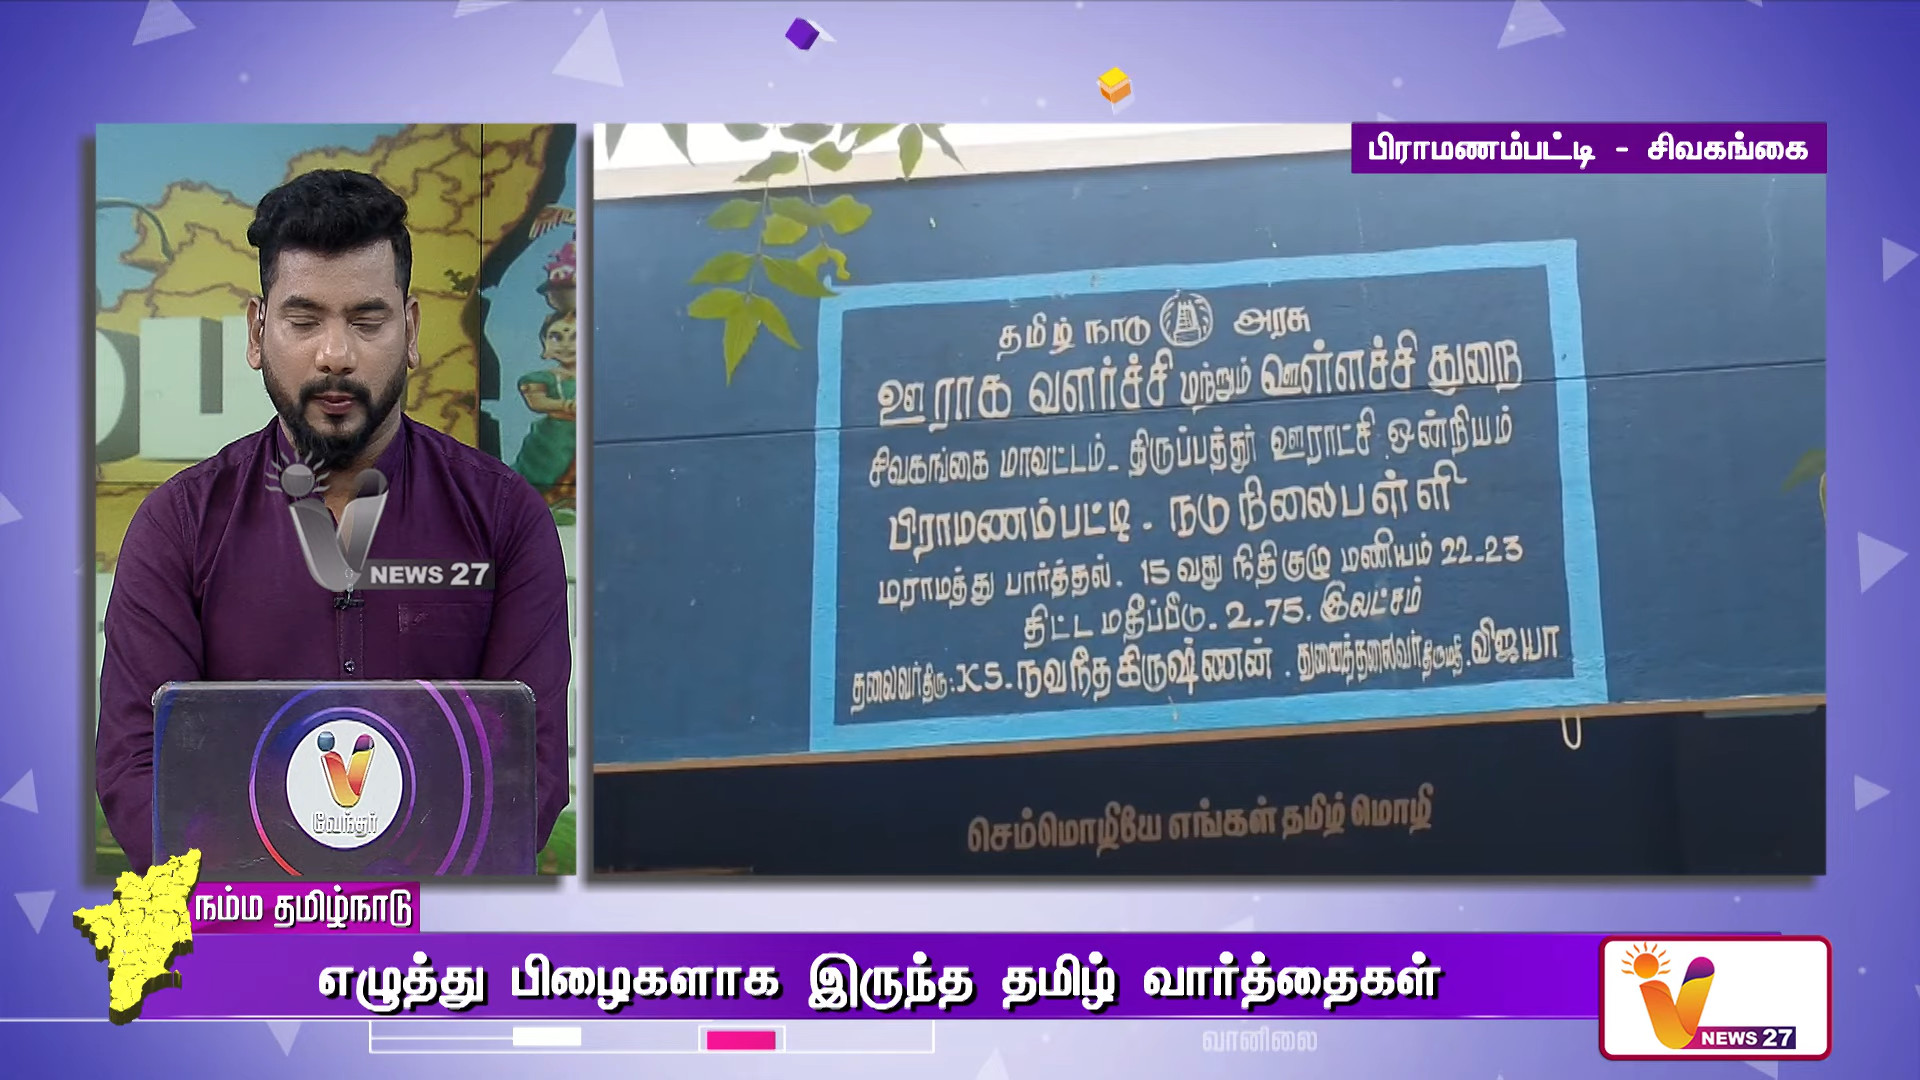 பிராமணம்பட்டி - சிவகங்கை
தமிழ் நாடு அரசு
ஊராக வளர்ச்சி மற்றும் ஊள்ளாச்சி துறை
சிவகங்கை மாவட்டம் - திருப்பத்தூர் ஊராட்சி ஒன்நியம்
பிராமணம்பட்டி - நடு நிலைபள்ளி
மராமத்து பார்த்தல். 15 வது நிதி குழு மணியம் 22-23
திட்ட மதீப்பீடு - 2-75. இலட்சம்
தலைவர் திரு: KS - நவநீத கிருஷ்ணன். துனைத்தலைவர் திருமதி. விஜயா
செம்மொழியே எங்கள் தமிழ் மொழி
V NEWS 27
வேந்தர்
நம்ம தமிழ்நாடு
எழுத்து பிழைகளாக இருந்த தமிழ் வார்த்தைகள்
வானிலை
V NEWS 27